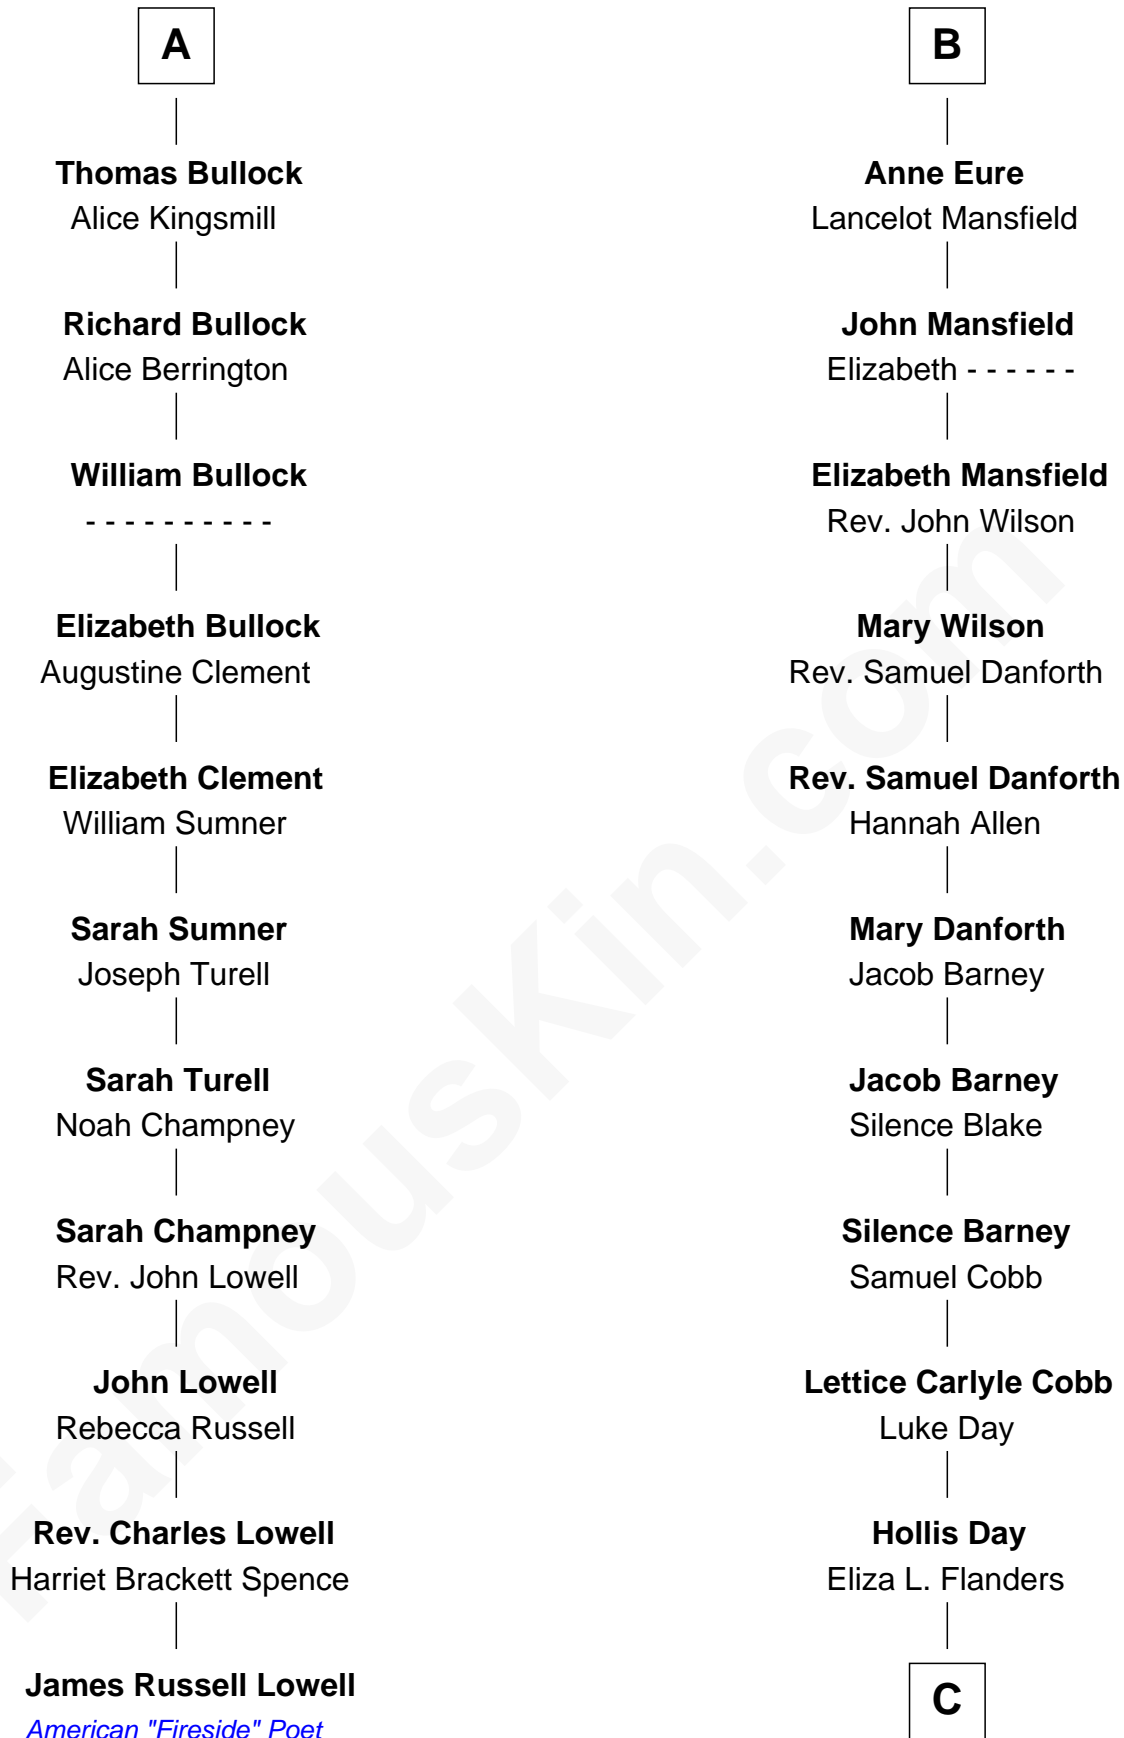 A
Thomas Bullock
Alice Kingsmill
Richard Bullock
Alice Berrington
William Bullock
- - - - - - - - - -
Elizabeth Bullock
Augustine Clement
Elizabeth Clement
William Sumner
Sarah Sumner
Joseph Turell
Sarah Turell
Noah Champney
Sarah Champney
Rev. John Lowell
John Lowell
Rebecca Russell
Rev. Charles Lowell
Harriet Brackett Spence
James Russell Lowell
American "Fireside" Poet
B
Anne Eure
Lancelot Mansfield
John Mansfield
Elizabeth - - - - - -
Elizabeth Mansfield
Rev. John Wilson
Mary Wilson
Rev. Samuel Danforth
Rev. Samuel Danforth
Hannah Allen
Mary Danforth
Jacob Barney
Jacob Barney
Silence Blake
Silence Barney
Samuel Cobb
Lettice Carlyle Cobb
Luke Day
Hollis Day
Eliza L. Flanders
C
FamousKin.com